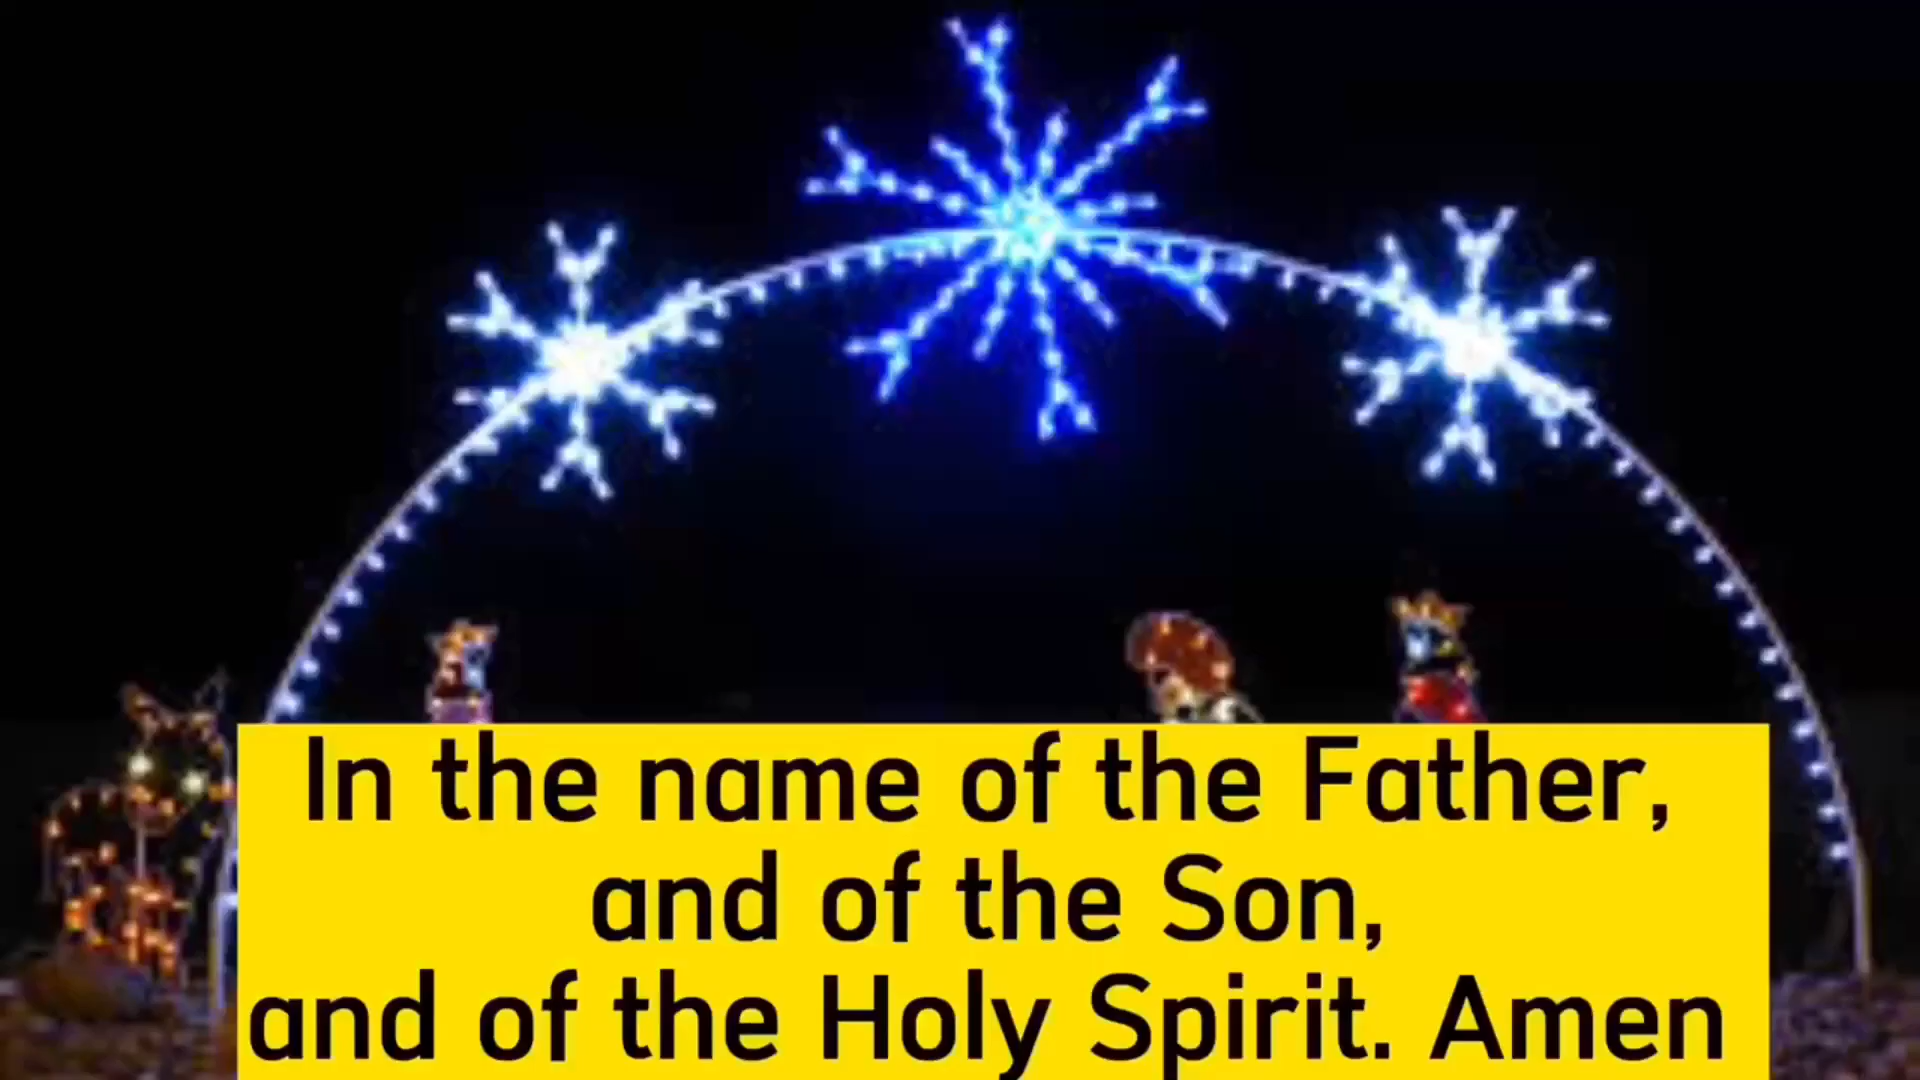 In the name of the Father,
and of the Son,
and of the Holy Spirit. Amen